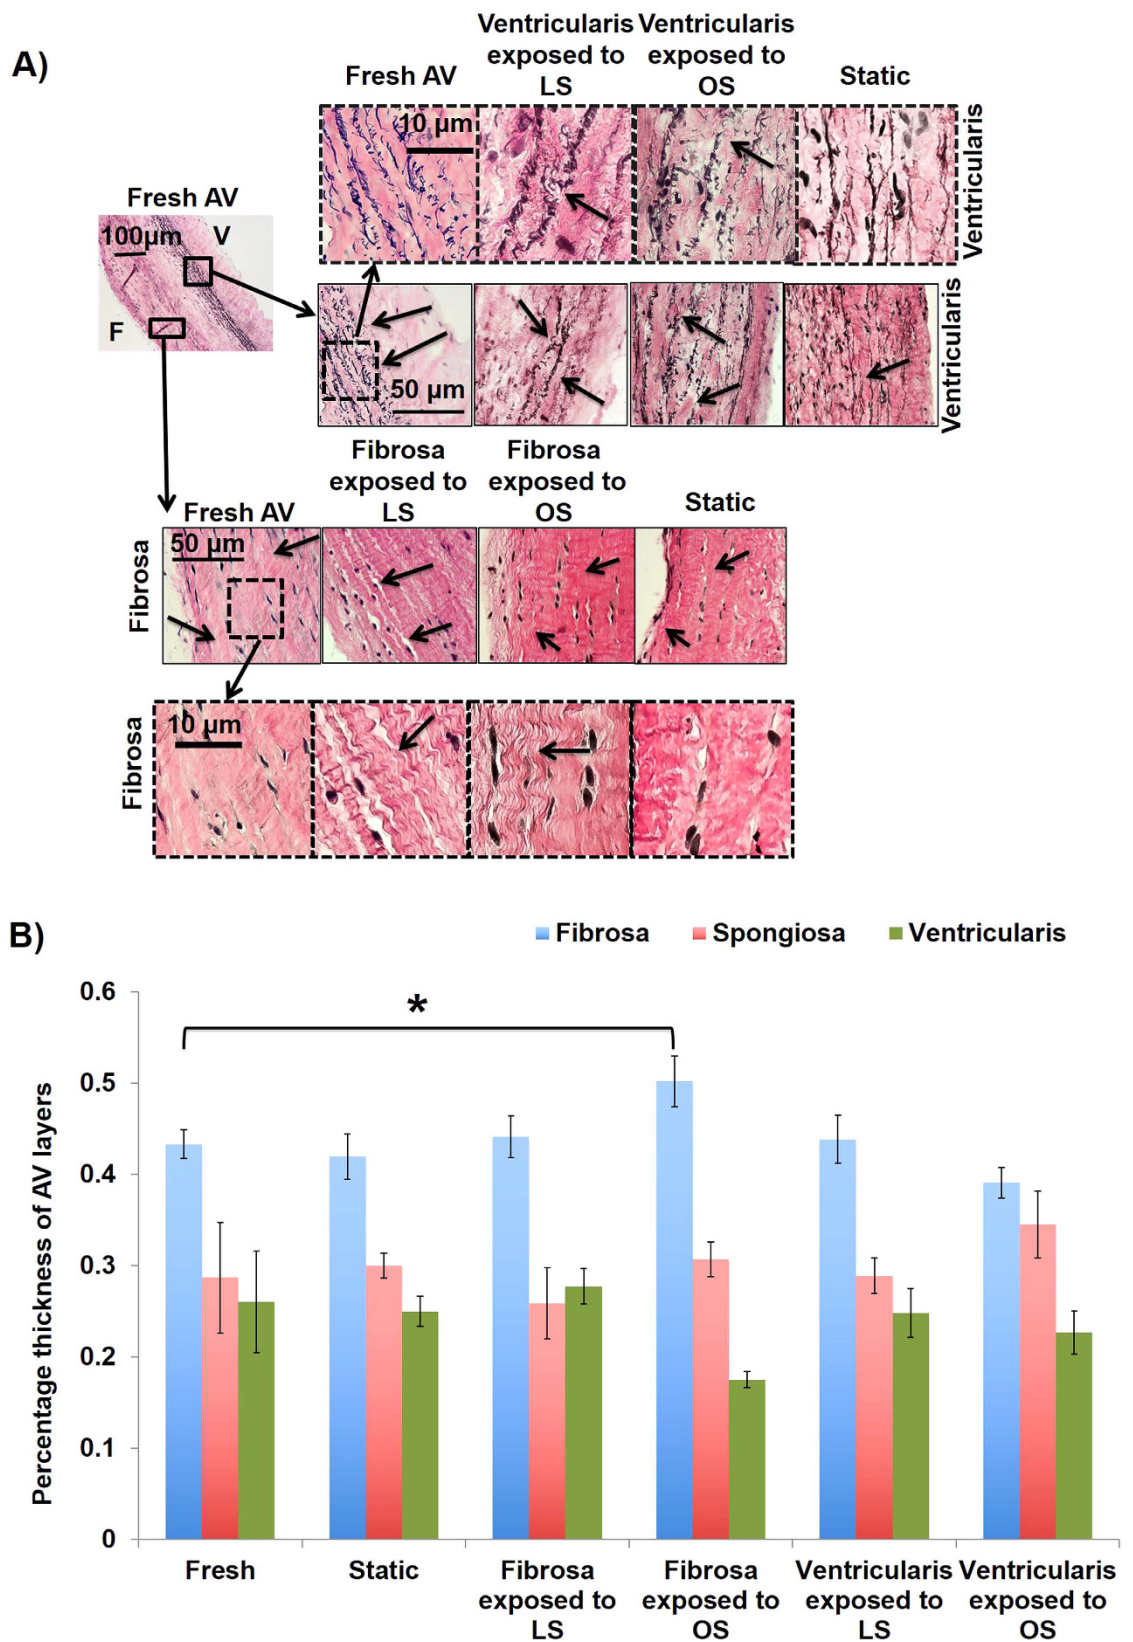 A)
Fresh AV
Ventricularis exposed to LS
Ventricularis exposed to OS
Static
10 µm
Ventricularis
Fresh AV
100µm
V
F
50 µm
Ventricularis
Fresh AV
Fibrosa exposed to LS
Fibrosa exposed to OS
Static
50 µm
Fibrosa
10 µm
Fibrosa
B)
Fibrosa
Spongiosa
Ventricularis
*
Percentage thickness of AV layers
0.6
0.5
0.4
0.3
0.2
0.1
0
Fresh
Static
Fibrosa exposed to LS
Fibrosa exposed to OS
Ventricularis exposed to LS
Ventricularis exposed to OS